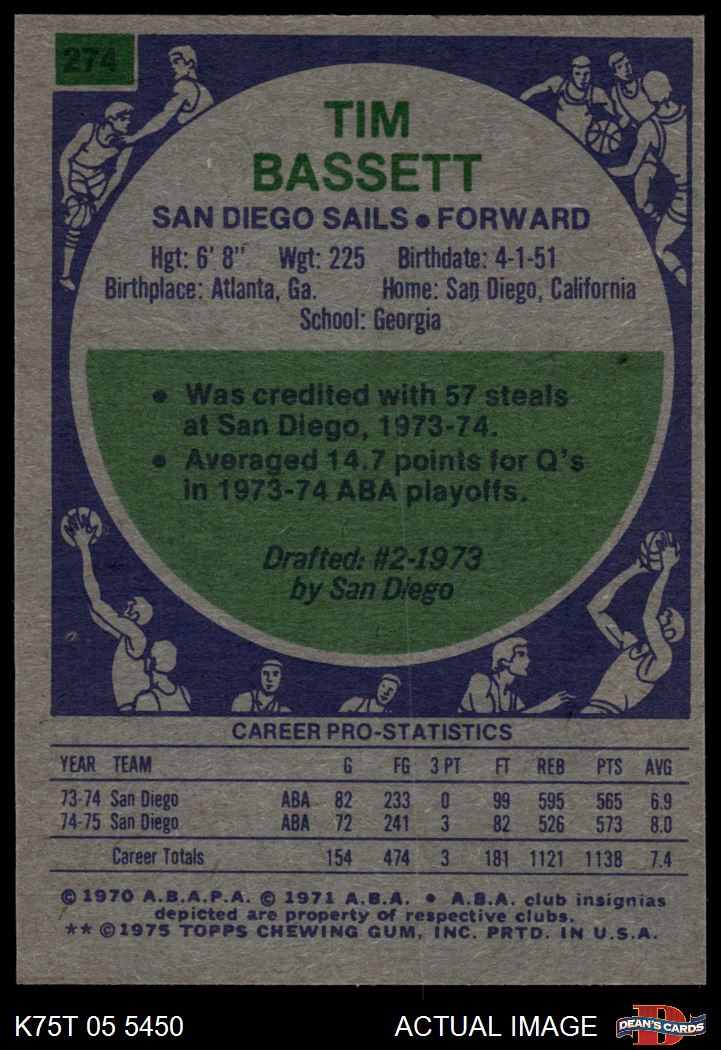 274
TIM
BASSETT
SAN DIEGO SAILS • FORWARD
Hgt: 6' 8" Wgt: 225 Birthdate: 4-1-51
Birthplace: Atlanta, Ga. Home: San Diego, California
School: Georgia
• Was credited with 57 steals
at San Diego, 1973-74.
• Averaged 14.7 points for Q's
in 1973-74 ABA playoffs.
Drafted: #2-1973
by San Diego
CAREER PRO-STATISTICS
YEAR TEAM G FG 3 PT FT REB PTS AVG
73-74 San Diego ABA 82 233 0 99 595 565 6.9
74-75 San Diego ABA 72 241 3 82 526 573 8.0
Career Totals 154 474 3 181 1121 1138 7.4
© 1970 A.B.A.P.A. © 1971 A.B.A. • A.B.A. club insignias
depicted are property of respective clubs.
** © 1975 TOPPS CHEWING GUM, INC. PRTD. IN U.S.A.
K75T 05 5450 ACTUAL IMAGE
D
DEAN'S CARDS